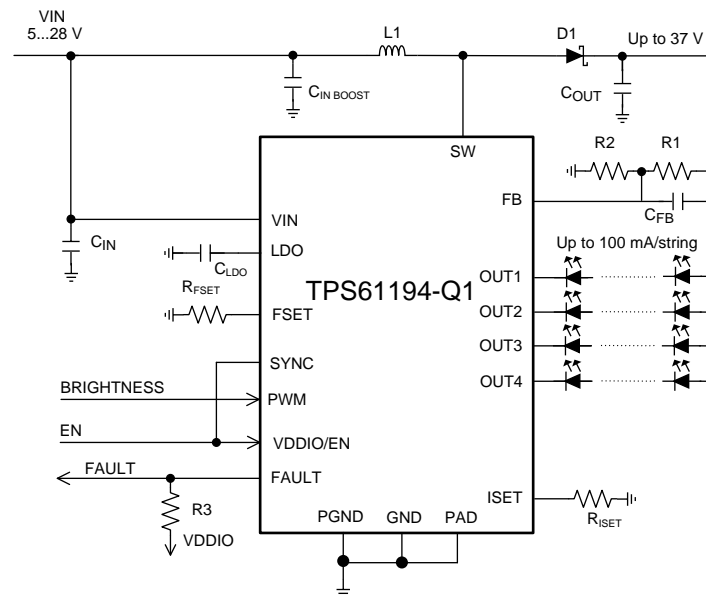 VIN
5...28 V
L1
D1
Up to 37 V
CIN BOOST
COUT
R2
R1
SW
FB
CFB
VIN
CIN
LDO
CLDO
Up to 100 mA/string
RFSET
TPS61194-Q1
OUT1
FSET
OUT2
OUT3
SYNC
OUT4
BRIGHTNESS
PWM
EN
VDDIO/EN
FAULT
FAULT
ISET
R3
RISET
PGND
GND
PAD
VDDIO